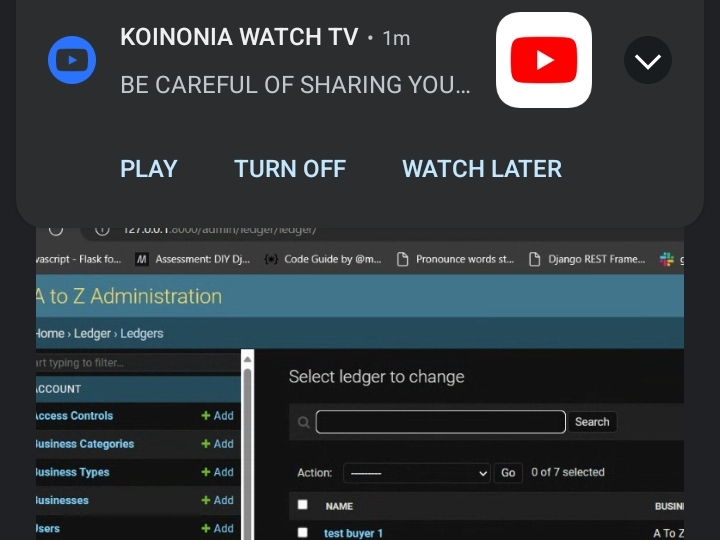 KOINONIA WATCH TV • 1m
BE CAREFUL OF SHARING YOU...
PLAY TURN OFF WATCH LATER
127.0.0.1:8000/admin/ledger/ledger/
vascript - Flask fo... Assessment: DIY Dj... Code Guide by @m... Pronounce words st... Django REST Frame... g
A to Z Administration
Home › Ledger › Ledgers
art typing to filter...
Select ledger to change
ACCOUNT
Access Controls + Add
Search
Business Categories + Add
Business Types + Add
Action: --------- Go 0 of 7 selected
Businesses + Add
NAME BUSIN
Users + Add
test buyer 1 A To Z